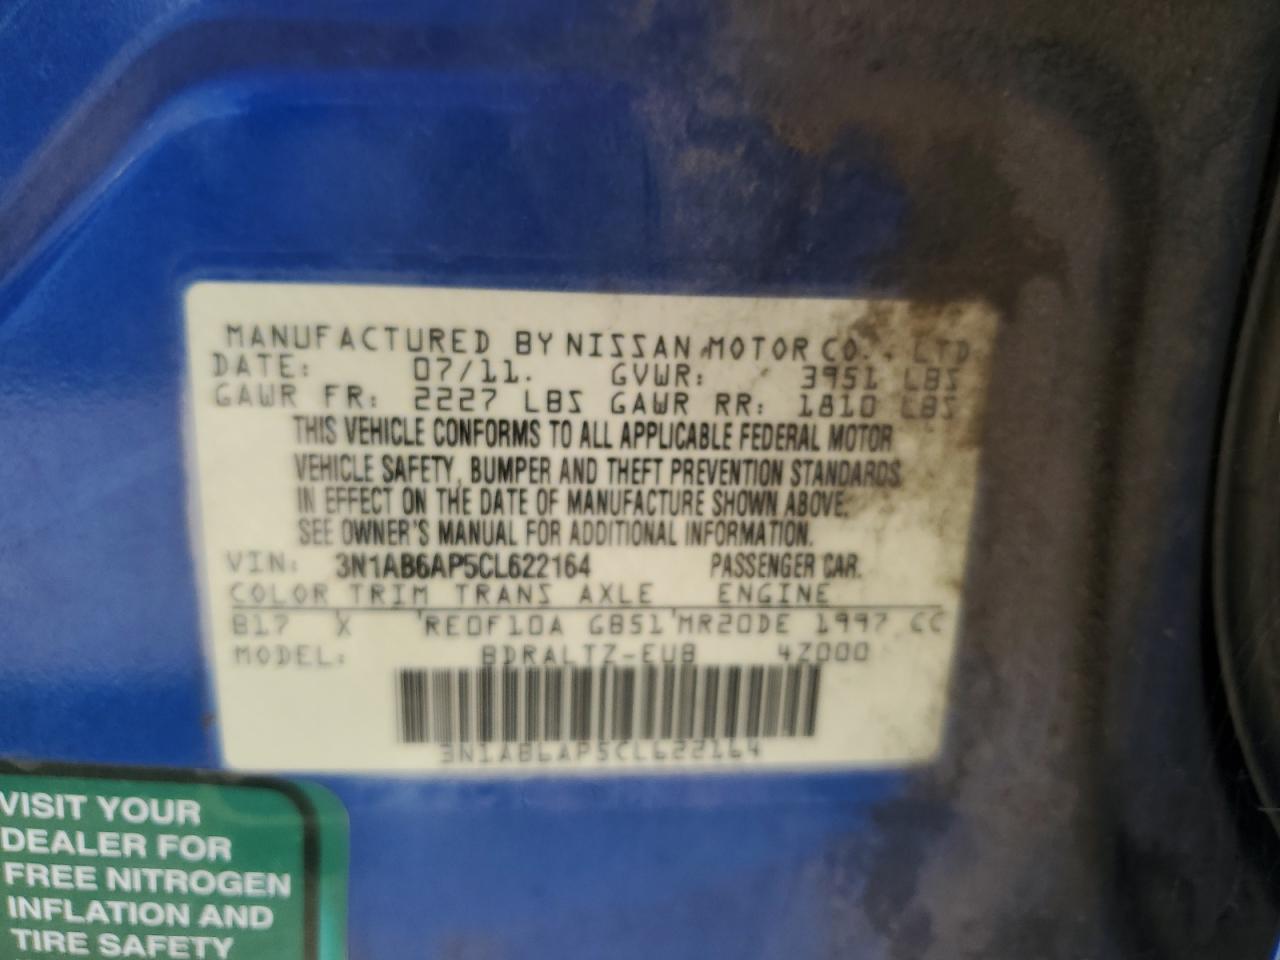 MANUFACTURED BY NISSAN MOTOR CO., LTD
DATE: 07/11. GVWR: 3951 LBS
GAWR FR: 2227 LBS GAWR RR: 1810 LBS
THIS VEHICLE CONFORMS TO ALL APPLICABLE FEDERAL MOTOR
VEHICLE SAFETY, BUMPER AND THEFT PREVENTION STANDARDS
IN EFFECT ON THE DATE OF MANUFACTURE SHOWN ABOVE.
SEE OWNER'S MANUAL FOR ADDITIONAL INFORMATION.
VIN: 3N1AB6AP5CL622164 PASSENGER CAR.
COLOR TRIM TRANS AXLE ENGINE
B17 X RE0F10A GB51 MR20DE 1997 CC
MODEL: BDRALTZ-EUB 4Z000
3N1AB6AP5CL622164
VISIT YOUR
DEALER FOR
FREE NITROGEN
INFLATION AND
TIRE SAFETY